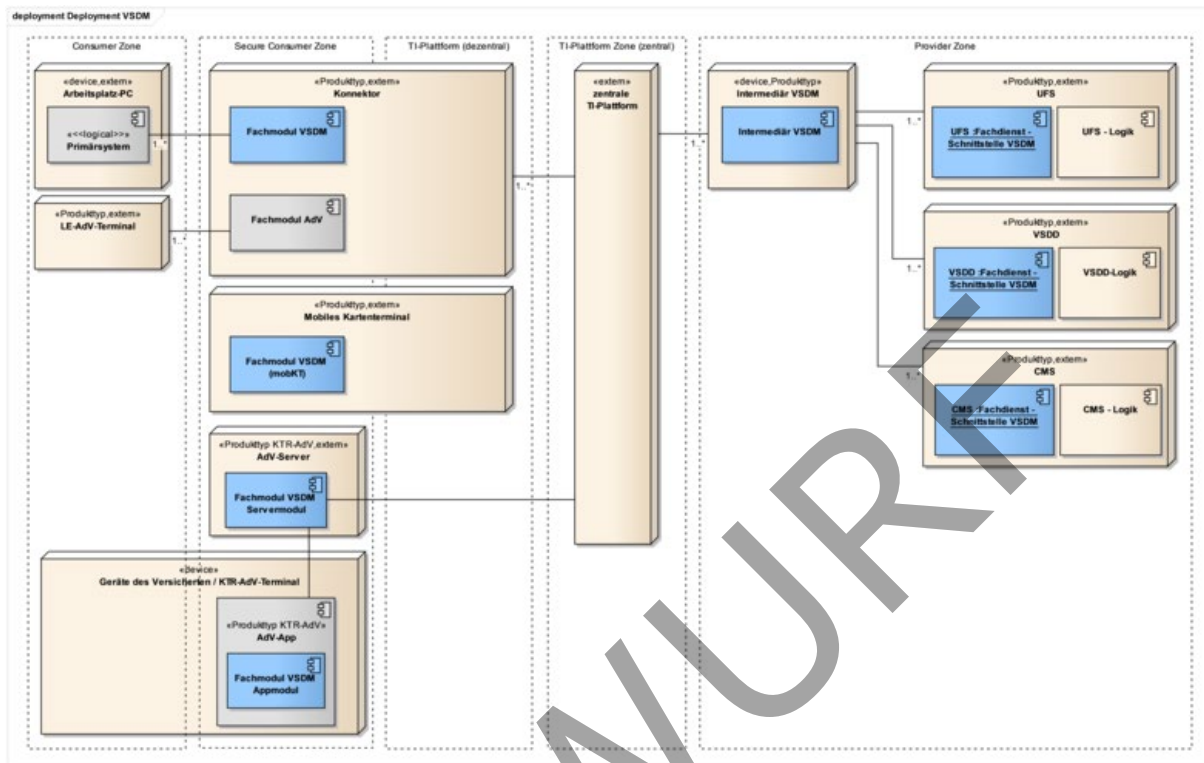 deployment Deployment VSDM
Consumer Zone
Secure Consumer Zone
TI-Plattform (dezentral)
TI-Plattform Zone (zentral)
Provider Zone
«device,extern»
Arbeitsplatz-PC
«<<logical>>»
Primärsystem
1..*
«Produkttyp,extern»
LE-AdV-Terminal
1..*
«Produkttyp,extern»
Konnektor
Fachmodul VSDM
Fachmodul AdV
1..*
«Produkttyp,extern»
Mobiles Kartenterminal
Fachmodul VSDM
(mobKT)
«Produkttyp KTR-AdV,extern»
AdV-Server
Fachmodul VSDM
Servermodul
«device»
Geräte des Versicherten / KTR-AdV-Terminal
«Produkttyp KTR-AdV»
AdV-App
Fachmodul VSDM
Appmodul
«extern»
zentrale
TI-Plattform
1..*
«device,Produkttyp»
Intermediär VSDM
Intermediär VSDM
«Produkttyp,extern»
UFS
1..*
UFS :Fachdienst -
Schnittstelle VSDM
UFS - Logik
«Produkttyp,extern»
VSDD
1..*
VSDD :Fachdienst -
Schnittstelle VSDM
VSDD-Logik
«Produkttyp,extern»
CMS
1..*
CMS :Fachdienst -
Schnittstelle VSDM
CMS - Logik
WURF